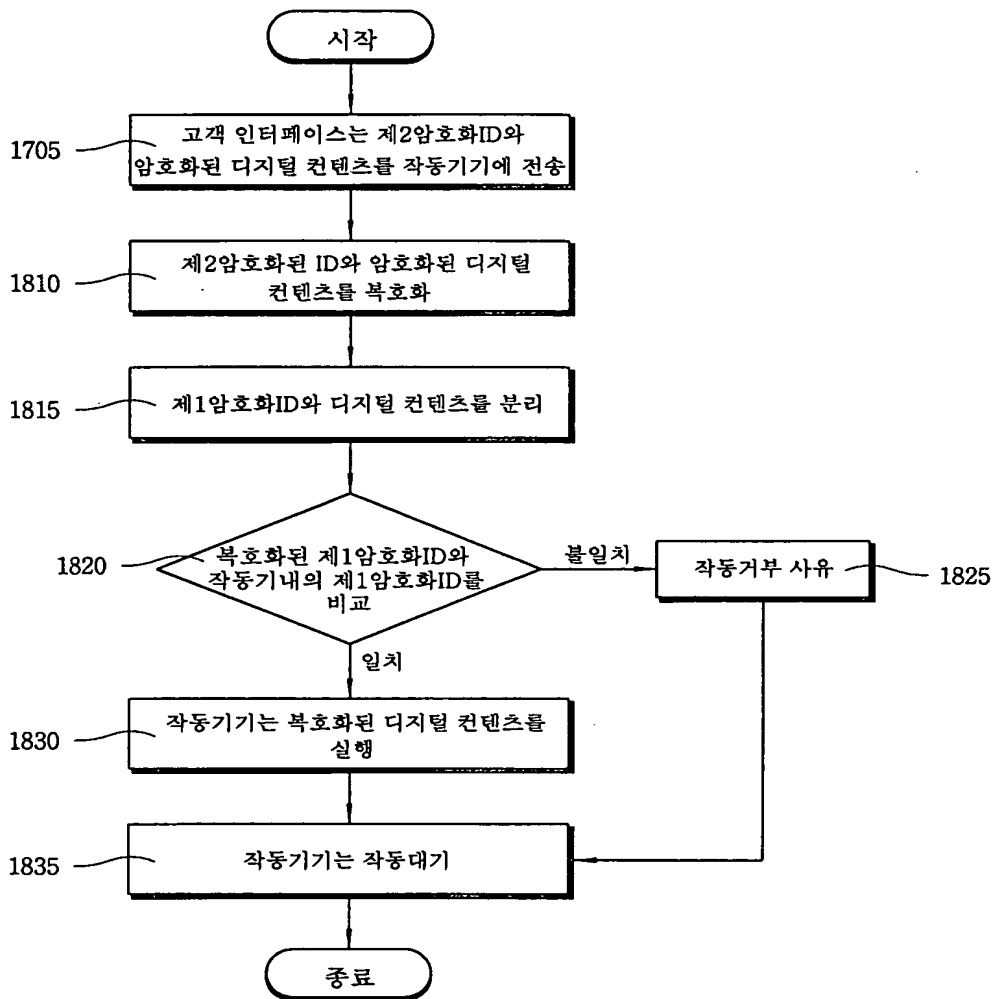 시작
1705
고객 인터페이스는 제2암호화ID와
암호화된 디지털 컨텐츠를 작동기기에 전송
1810
제2암호화된 ID와 암호화된 디지털
컨텐츠를 복호화
1815
제1암호화ID와 디지털 컨텐츠를 분리
1820
복호화된 제1암호화ID와
작동기내의 제1암호화ID를
비교
불일치
작동거부 사유
1825
일치
1830
작동기기는 복호화된 디지털 컨텐츠를
실행
1835
작동기기는 작동대기
종료